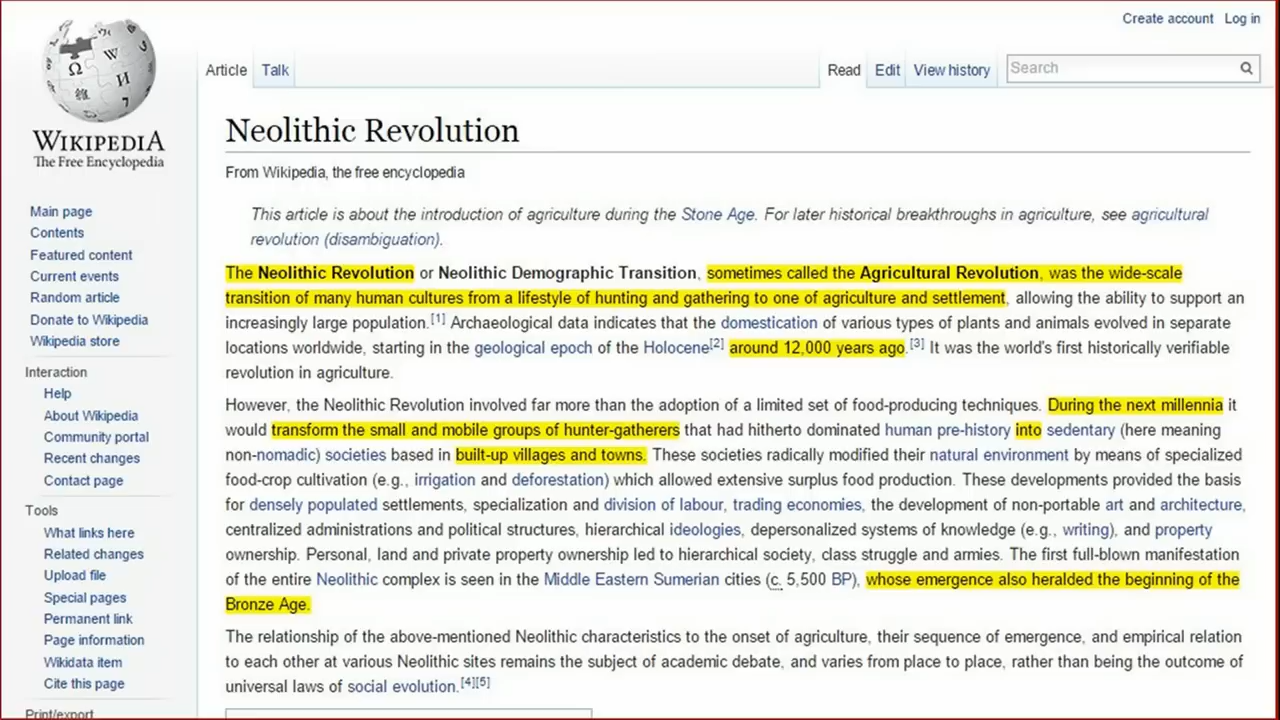 Create account Log in
Article Talk Read Edit View history Search
WIKIPEDIA
The Free Encyclopedia
Main page
Contents
Featured content
Current events
Random article
Donate to Wikipedia
Wikipedia store
Interaction
Help
About Wikipedia
Community portal
Recent changes
Contact page
Tools
What links here
Related changes
Upload file
Special pages
Permanent link
Page information
Wikidata item
Cite this page
Print/export
Neolithic Revolution
From Wikipedia, the free encyclopedia
This article is about the introduction of agriculture during the Stone Age. For later historical breakthroughs in agriculture, see agricultural
revolution (disambiguation).
The Neolithic Revolution or Neolithic Demographic Transition, sometimes called the Agricultural Revolution, was the wide-scale
transition of many human cultures from a lifestyle of hunting and gathering to one of agriculture and settlement, allowing the ability to support an
increasingly large population.[1] Archaeological data indicates that the domestication of various types of plants and animals evolved in separate
locations worldwide, starting in the geological epoch of the Holocene[2] around 12,000 years ago.[3] It was the world's first historically verifiable
revolution in agriculture.
However, the Neolithic Revolution involved far more than the adoption of a limited set of food-producing techniques. During the next millennia it
would transform the small and mobile groups of hunter-gatherers that had hitherto dominated human pre-history into sedentary (here meaning
non-nomadic) societies based in built-up villages and towns. These societies radically modified their natural environment by means of specialized
food-crop cultivation (e.g., irrigation and deforestation) which allowed extensive surplus food production. These developments provided the basis
for densely populated settlements, specialization and division of labour, trading economies, the development of non-portable art and architecture,
centralized administrations and political structures, hierarchical ideologies, depersonalized systems of knowledge (e.g., writing), and property
ownership. Personal, land and private property ownership led to hierarchical society, class struggle and armies. The first full-blown manifestation
of the entire Neolithic complex is seen in the Middle Eastern Sumerian cities (c. 5,500 BP), whose emergence also heralded the beginning of the
Bronze Age.
The relationship of the above-mentioned Neolithic characteristics to the onset of agriculture, their sequence of emergence, and empirical relation
to each other at various Neolithic sites remains the subject of academic debate, and varies from place to place, rather than being the outcome of
universal laws of social evolution.[4][5]